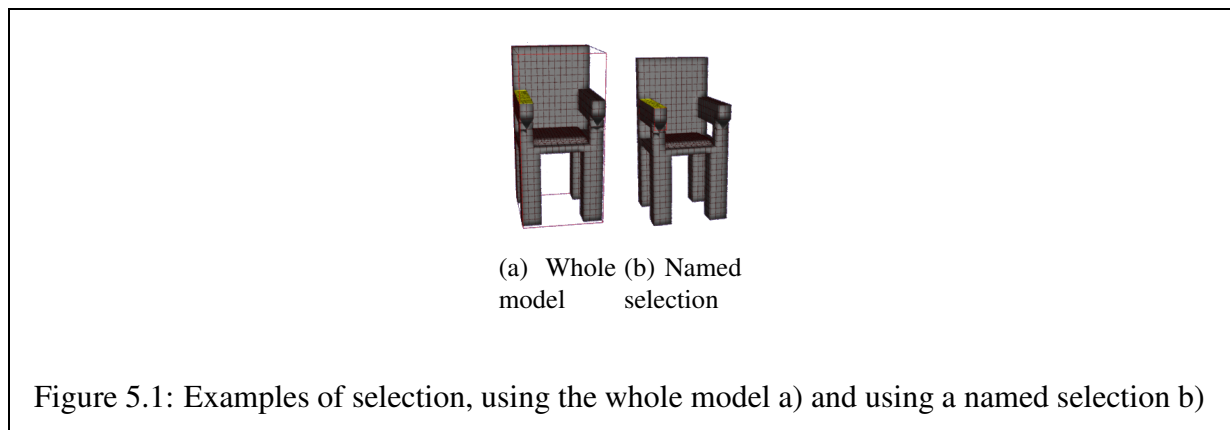 (a) Whole model
(b) Named selection
Figure 5.1: Examples of selection, using the whole model a) and using a named selection b)